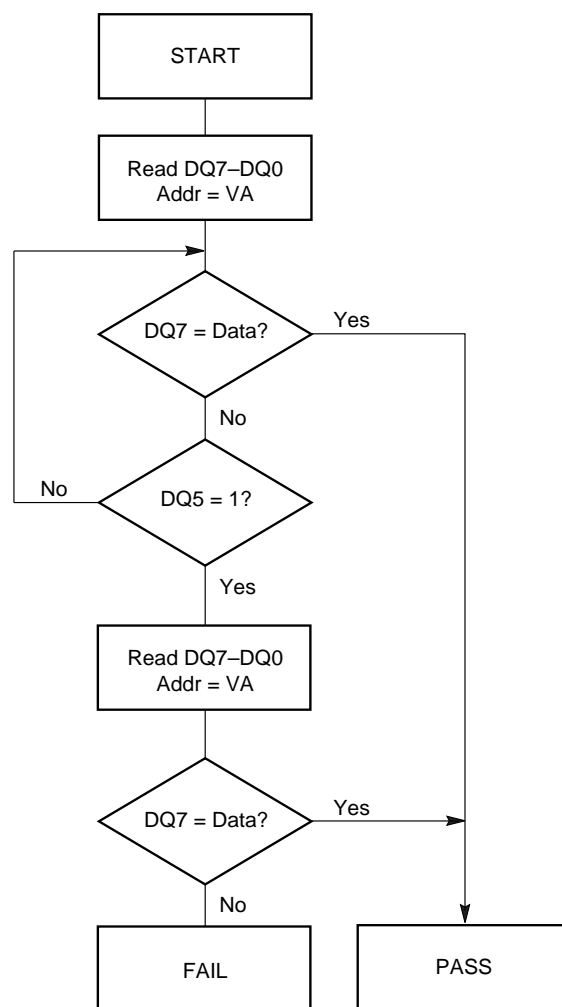 START
Read DQ7–DQ0
Addr = VA
DQ7 = Data?
Yes
No
No
DQ5 = 1?
Yes
Read DQ7–DQ0
Addr = VA
DQ7 = Data?
Yes
No
FAIL
PASS